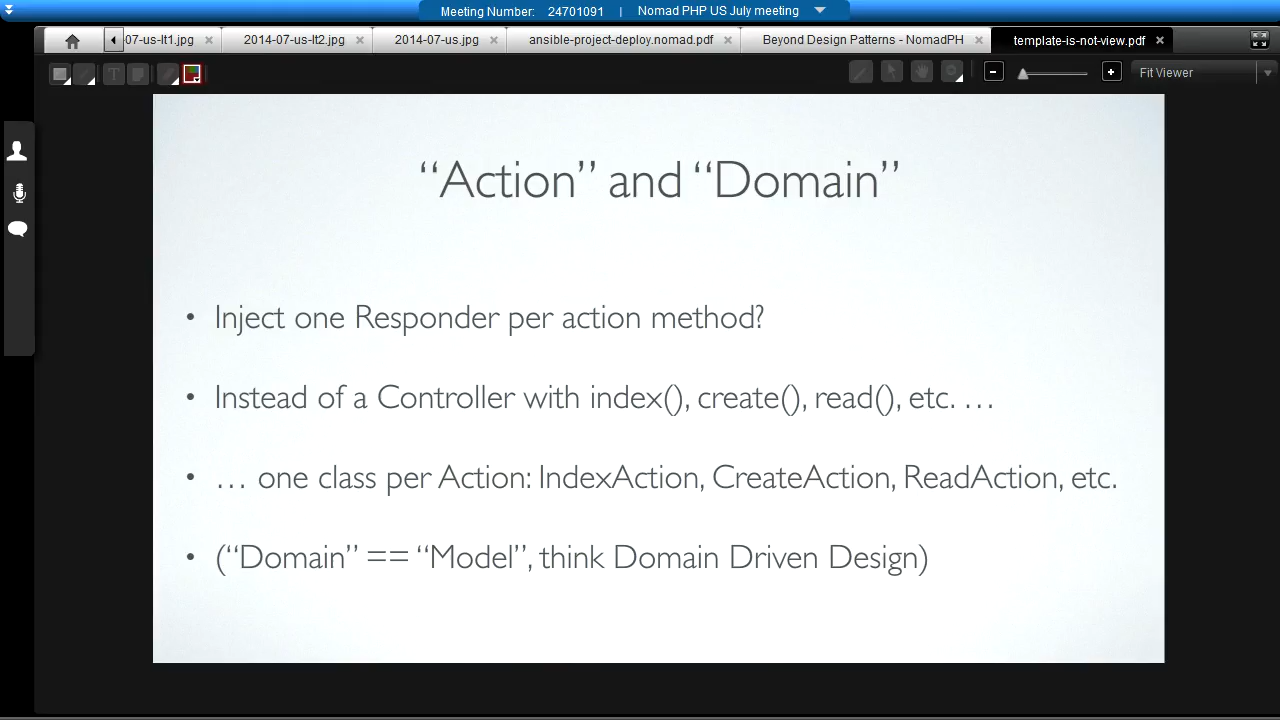 Meeting Number: 24701091 | Nomad PHP US July meeting
07-us-lt1.jpg
2014-07-us-lt2.jpg
2014-07-us.jpg
ansible-project-deploy.nomad.pdf
Beyond Design Patterns - NomadPH
template-is-not-view.pdf
T
Fit Viewer
“Action” and “Domain”
• Inject one Responder per action method?
• Instead of a Controller with index(), create(), read(), etc. …
• … one class per Action: IndexAction, CreateAction, ReadAction, etc.
• (“Domain” == “Model”, think Domain Driven Design)